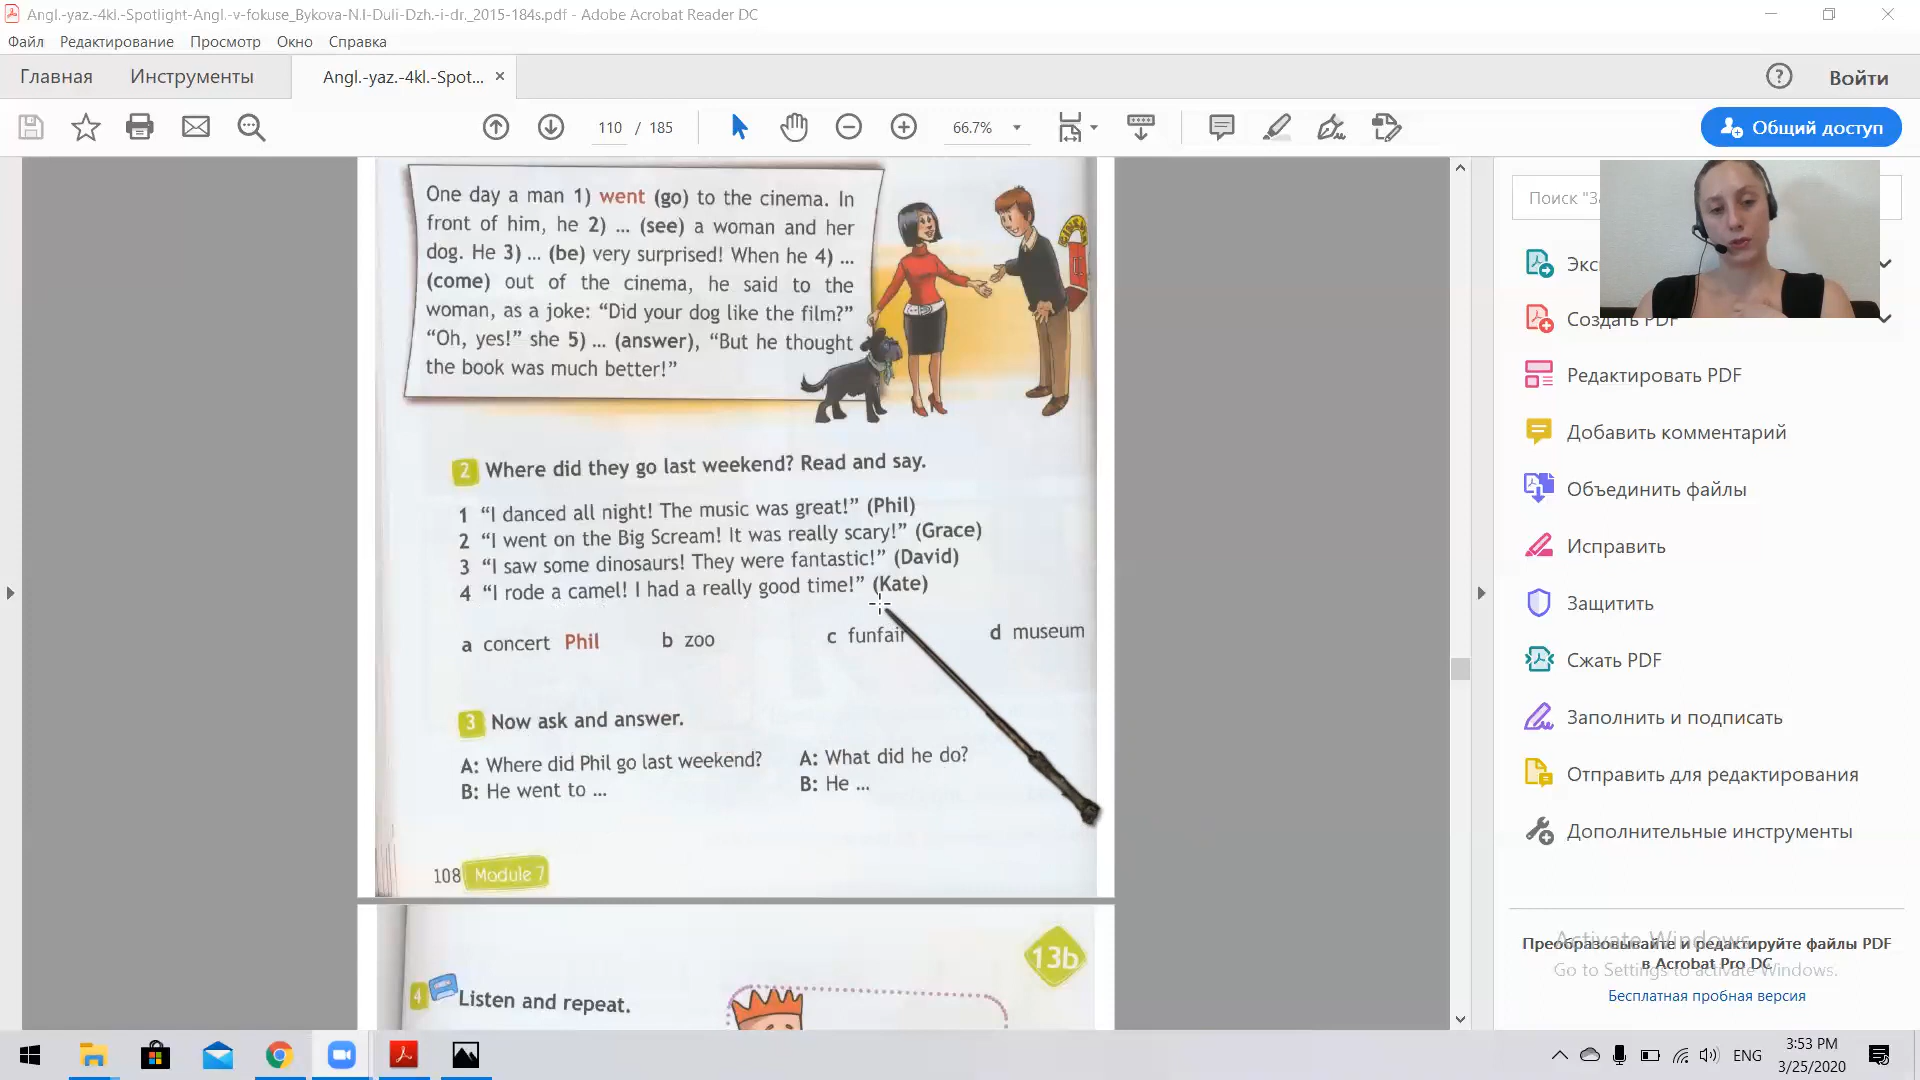 Angl.-yaz.-4kl.-Spotlight-Angl.-v-fokuse_Bykova-N.I-Duli-Dzh.-i-dr._2015-184s.pdf - Adobe Acrobat Reader DC
Файл Редактирование Просмотр Окно Справка
Главная Инструменты Angl.-yaz.-4kl.-Spot... Войти
110 / 185 66.7% Общий доступ
One day a man 1) went (go) to the cinema. In
front of him, he 2) ... (see) a woman and her
dog. He 3) ... (be) very surprised! When he 4) ...
(come) out of the cinema, he said to the
woman, as a joke: “Did your dog like the film?”
“Oh, yes!” she 5) ... (answer), “But he thought
the book was much better!”
2 Where did they go last weekend? Read and say.
1 “I danced all night! The music was great!” (Phil)
2 “I went on the Big Scream! It was really scary!” (Grace)
3 “I saw some dinosaurs! They were fantastic!” (David)
4 “I rode a camel! I had a really good time!” (Kate)
a concert Phil b zoo c funfair d museum
3 Now ask and answer.
A: Where did Phil go last weekend? A: What did he do?
B: He went to ... B: He ...
108 Module 7
13b
4 Listen and repeat.
Поиск "З
Экс
Создать PDF
Редактировать PDF
Добавить комментарий
Объединить файлы
Исправить
Защитить
Сжать PDF
Заполнить и подписать
Отправить для редактирования
Дополнительные инструменты
Activate Windows
Преобразовывайте и редактируйте файлы PDF
в Acrobat Pro DC
Go to Settings to activate Windows.
Бесплатная пробная версия
ENG 3:53 PM
3/25/2020